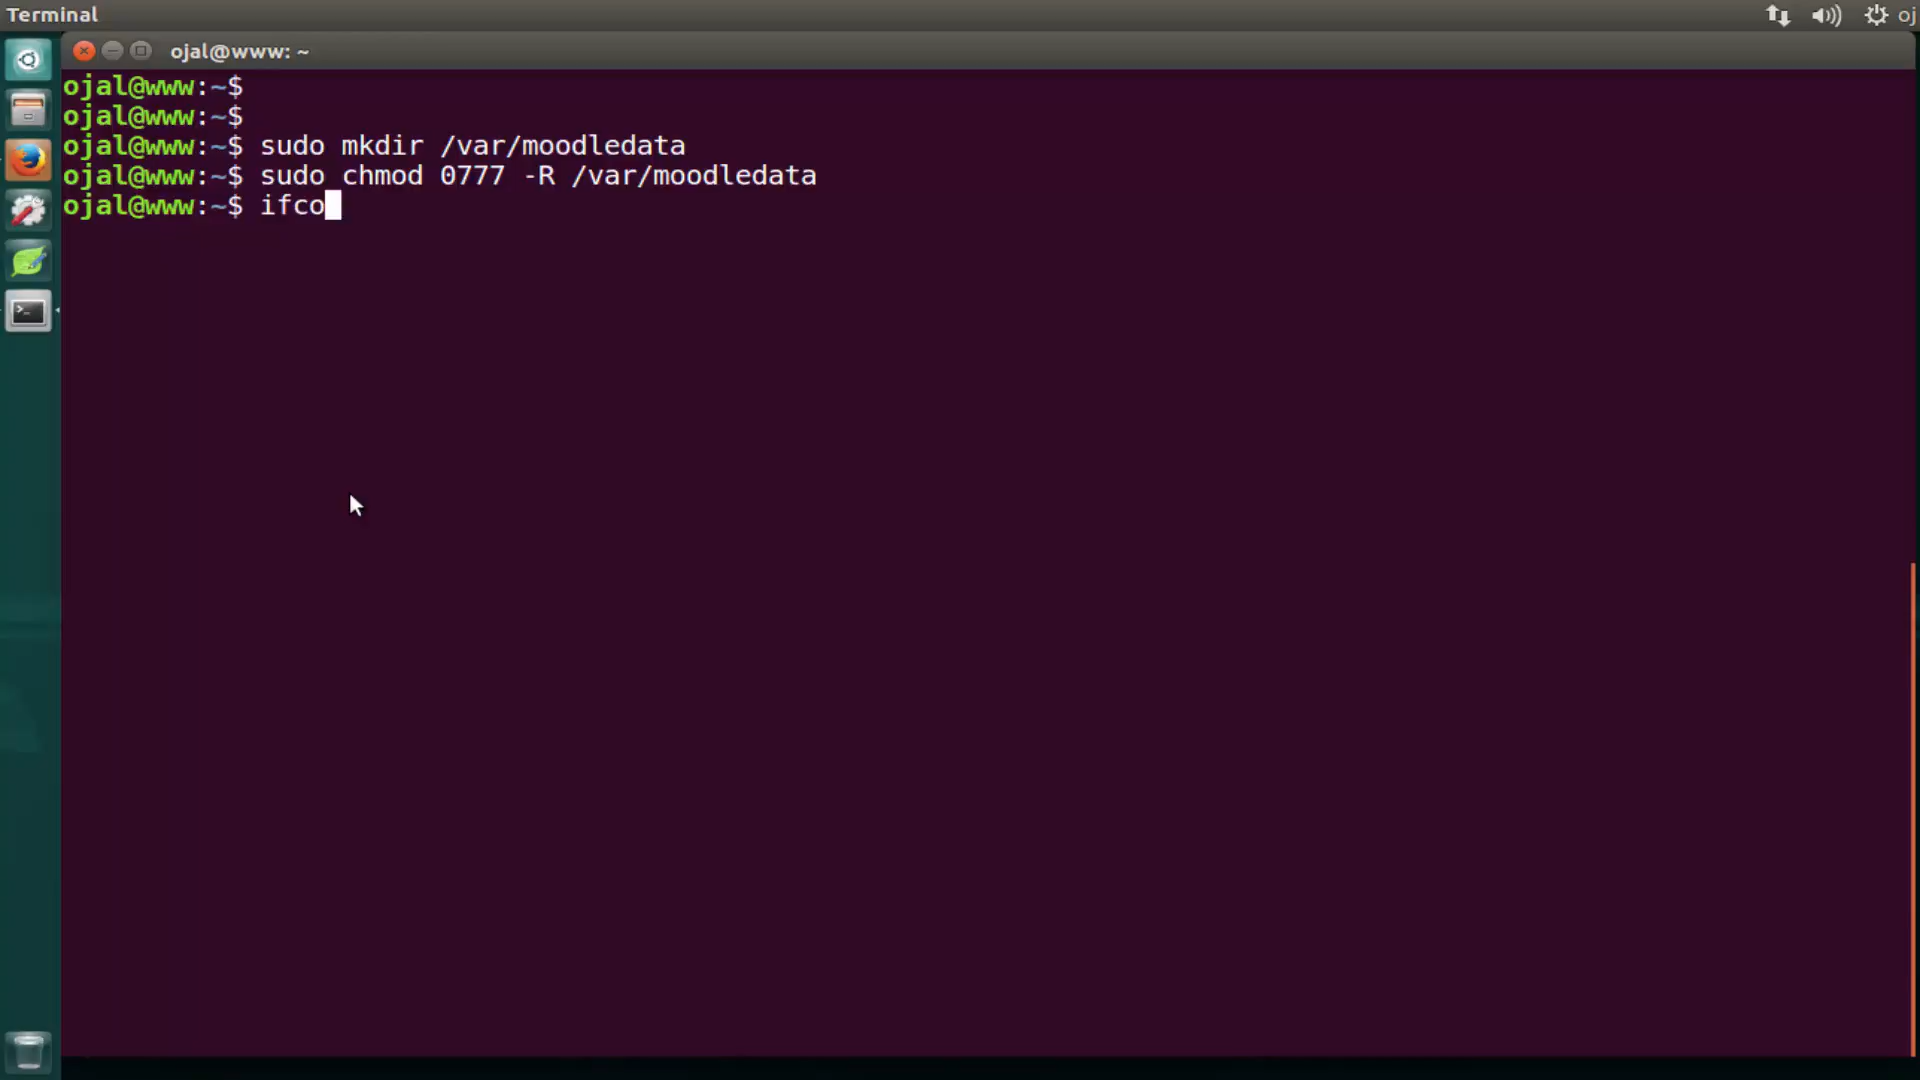 Terminal
oj
ojal@www: ~
ojal@www:~$
ojal@www:~$
ojal@www:~$ sudo mkdir /var/moodledata
ojal@www:~$ sudo chmod 0777 -R /var/moodledata
ojal@www:~$ ifco